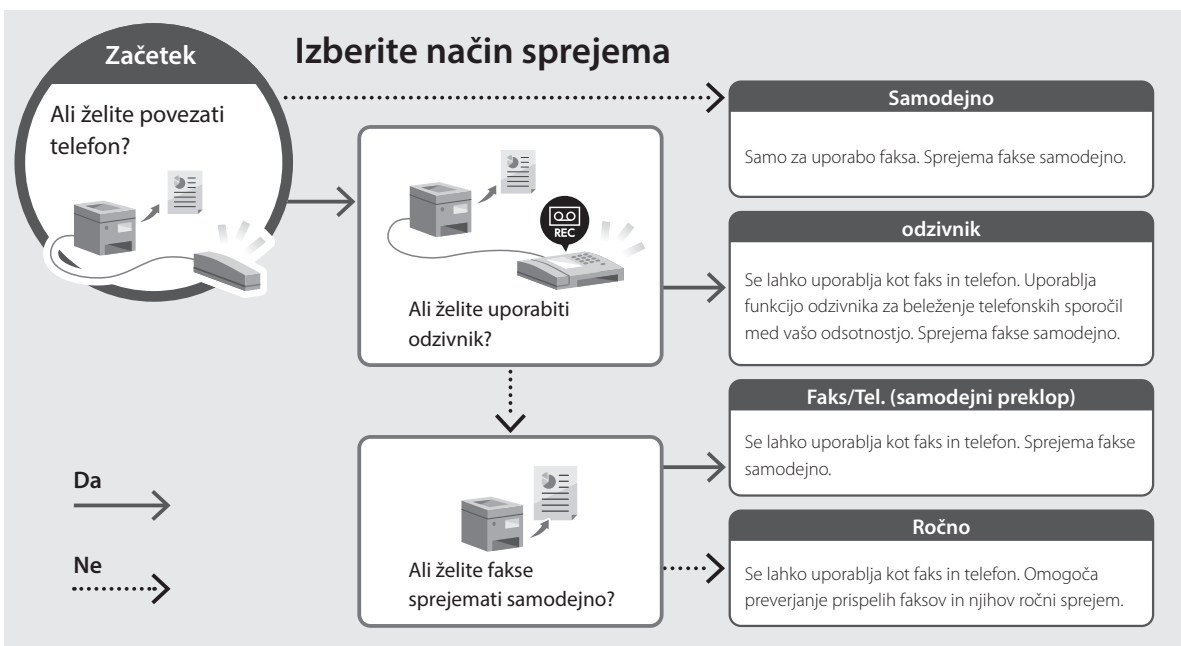 Začetek
Izberite način sprejema
Ali želite povezati
telefon?
Samodejno
Samo za uporabo faksa. Sprejema fakse samodejno.
REC
Ali želite uporabiti
odzivnik?
odzivnik
Se lahko uporablja kot faks in telefon. Uporablja
funkcijo odzivnika za beleženje telefonskih sporočil
med vašo odsotnostjo. Sprejema fakse samodejno.
Faks/Tel. (samodejni preklop)
Se lahko uporablja kot faks in telefon. Sprejema fakse
samodejno.
Da
Ne
Ali želite fakse
sprejemati samodejno?
Ročno
Se lahko uporablja kot faks in telefon. Omogoča
preverjanje prispelih faksov in njihov ročni sprejem.